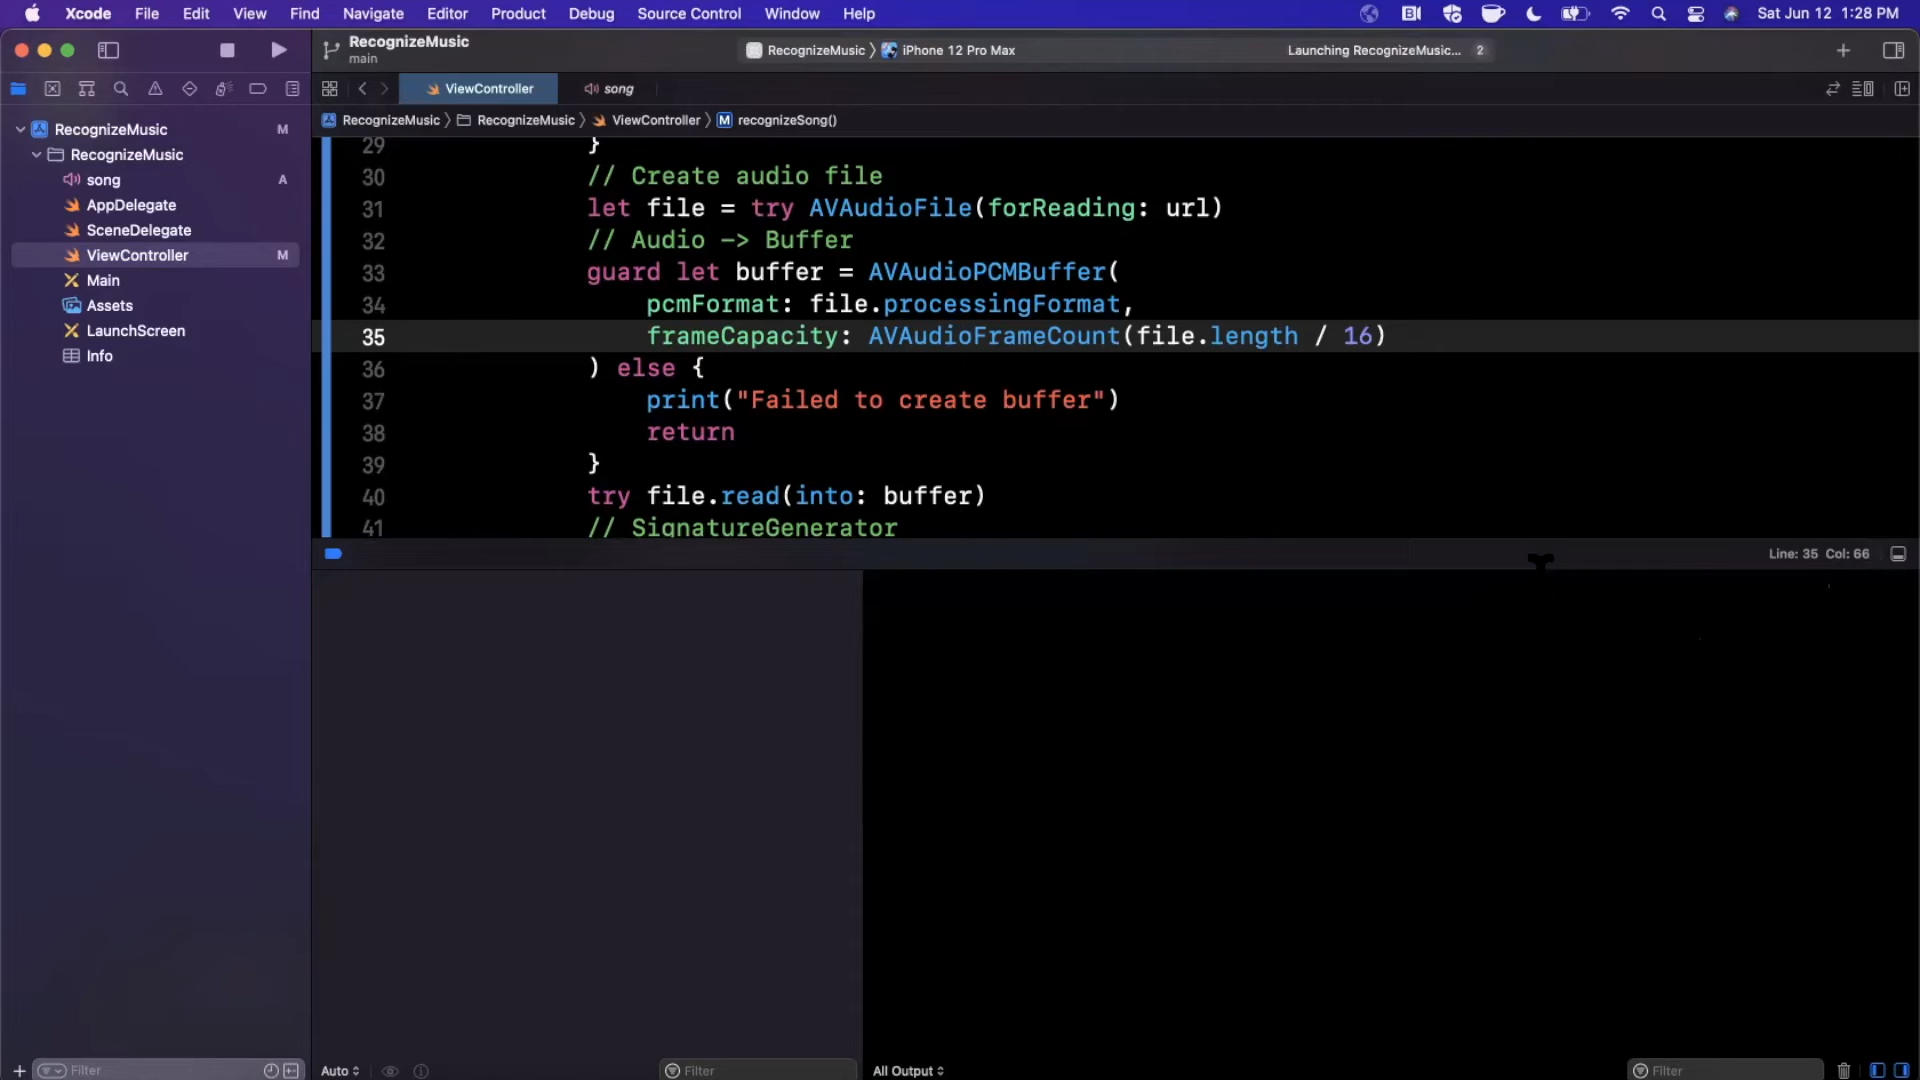 Xcode File Edit View Find Navigate Editor Product Debug Source Control Window Help Sat Jun 12 1:28 PM
RecognizeMusic
main
RecognizeMusic 〉 iPhone 12 Pro Max Launching RecognizeMusic... 2
ViewController song
RecognizeMusic 〉 RecognizeMusic 〉 ViewController 〉 M recognizeSong()
RecognizeMusic M
RecognizeMusic
song A
AppDelegate
SceneDelegate
ViewController M
Main
Assets
LaunchScreen
Info
29 }
30 // Create audio file
31 let file = try AVAudioFile(forReading: url)
32 // Audio -> Buffer
33 guard let buffer = AVAudioPCMBuffer(
34 pcmFormat: file.processingFormat,
35 frameCapacity: AVAudioFrameCount(file.length / 16)
36 ) else {
37 print("Failed to create buffer")
38 return
39 }
40 try file.read(into: buffer)
41 // SignatureGenerator
Line: 35 Col: 66
Filter Auto Filter All Output Filter